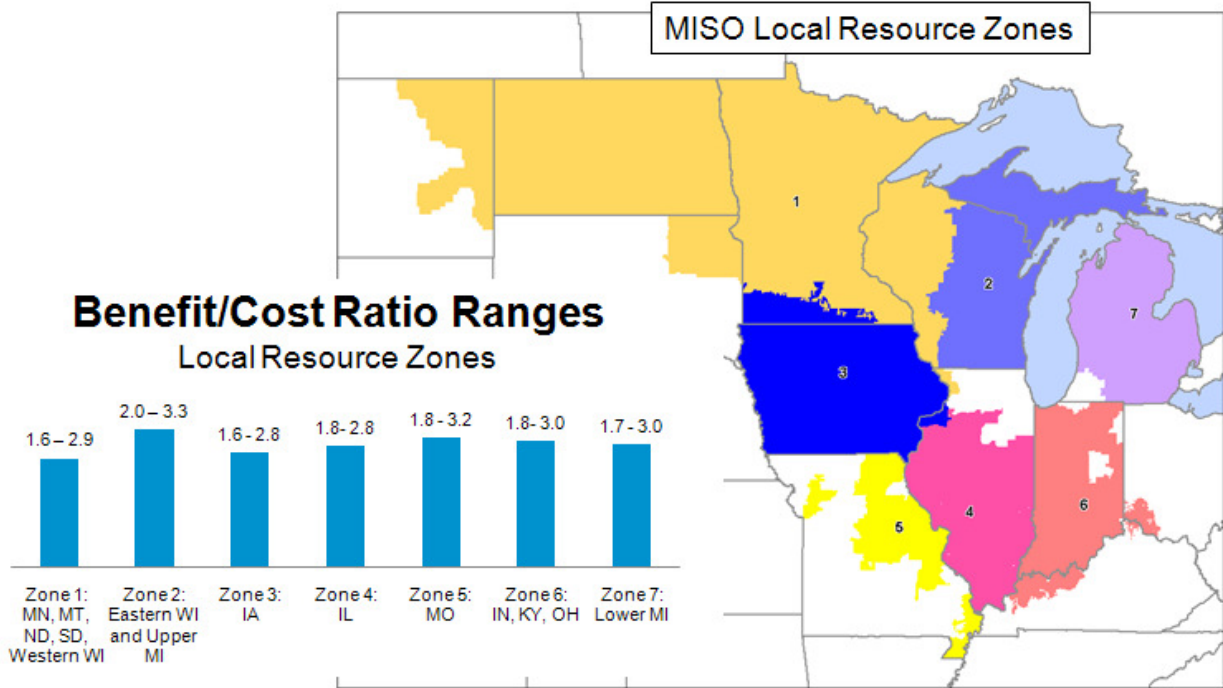 MISO Local Resource Zones
Benefit/Cost Ratio Ranges
Local Resource Zones
1.6 – 2.9
2.0 – 3.3
1.6 - 2.8
1.8 - 2.8
1.8 - 3.2
1.8 - 3.0
1.7 - 3.0
Zone 1:
MN, MT,
ND, SD,
Western WI
Zone 2:
Eastern WI
and Upper
MI
Zone 3:
IA
Zone 4:
IL
Zone 5:
MO
Zone 6:
IN, KY, OH
Zone 7:
Lower MI
1
2
3
4
5
6
7